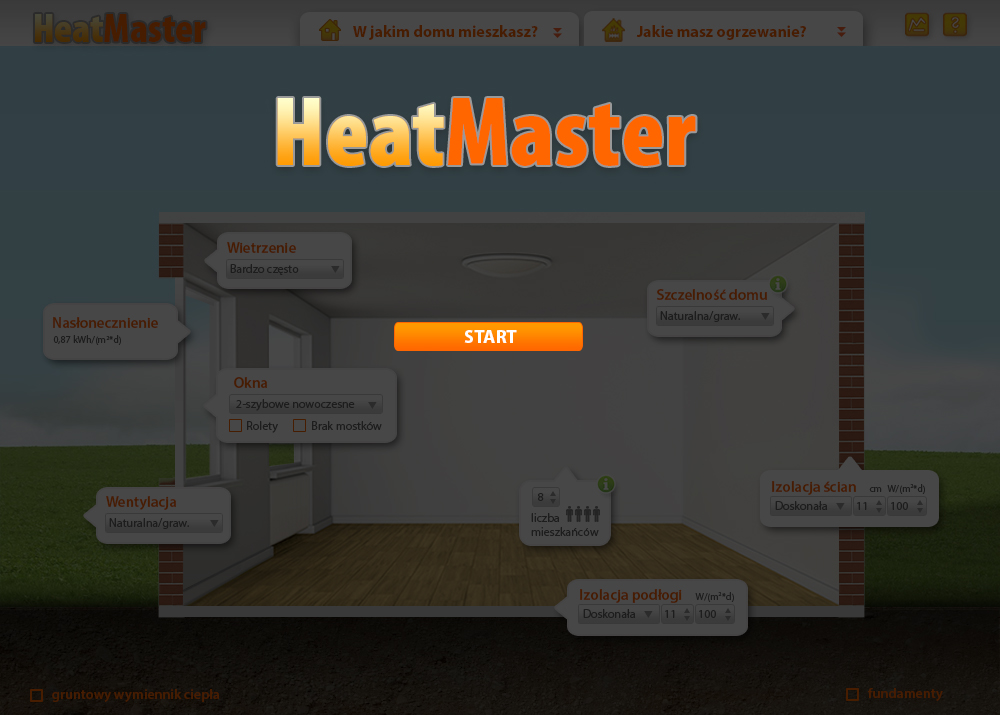 HeatMaster
W jakim domu mieszkasz?
Jakie masz ogrzewanie?
HeatMaster
Wietrzenie
Bardzo często
Szczelność domu
Naturalna/graw.
Nasłonecznienie
0,87 kWh/(m²*d)
START
Okna
2-szybowe nowoczesne
Rolety
Brak mostków
Izolacja ścian cm W/(m²*d)
Doskonała 11 100
8
liczba
mieszkańców
Wentylacja
Naturalna/graw.
Izolacja podłogi W/(m²*d)
Doskonała 11 100
gruntowy wymiennik ciepła
fundamenty